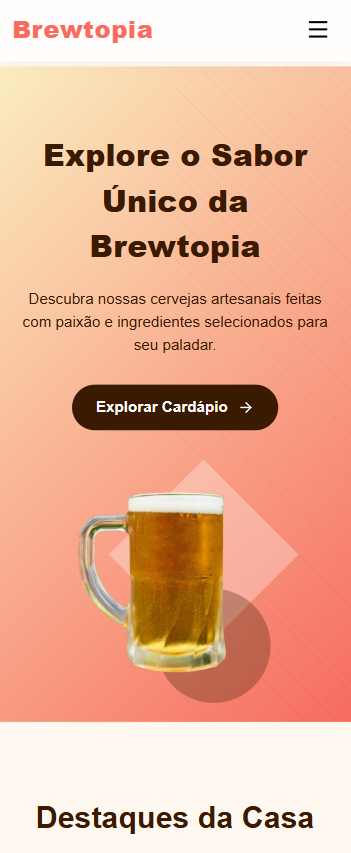 Brewtopia
Explore o Sabor
Único da
Brewtopia
Descubra nossas cervejas artesanais feitas
com paixão e ingredientes selecionados para
seu paladar.
Explorar Cardápio
Destaques da Casa